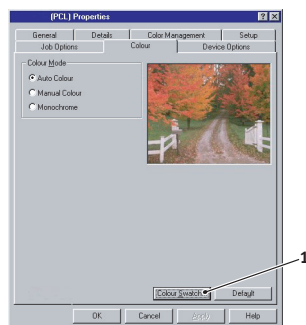 (PCL) Properties
General Details Color Management Setup
Job Options Colour Device Options
Colour Mode
Auto Colour
Manual Colour
Monochrome
1
Colour Swatch Default
OK Cancel Apply Help